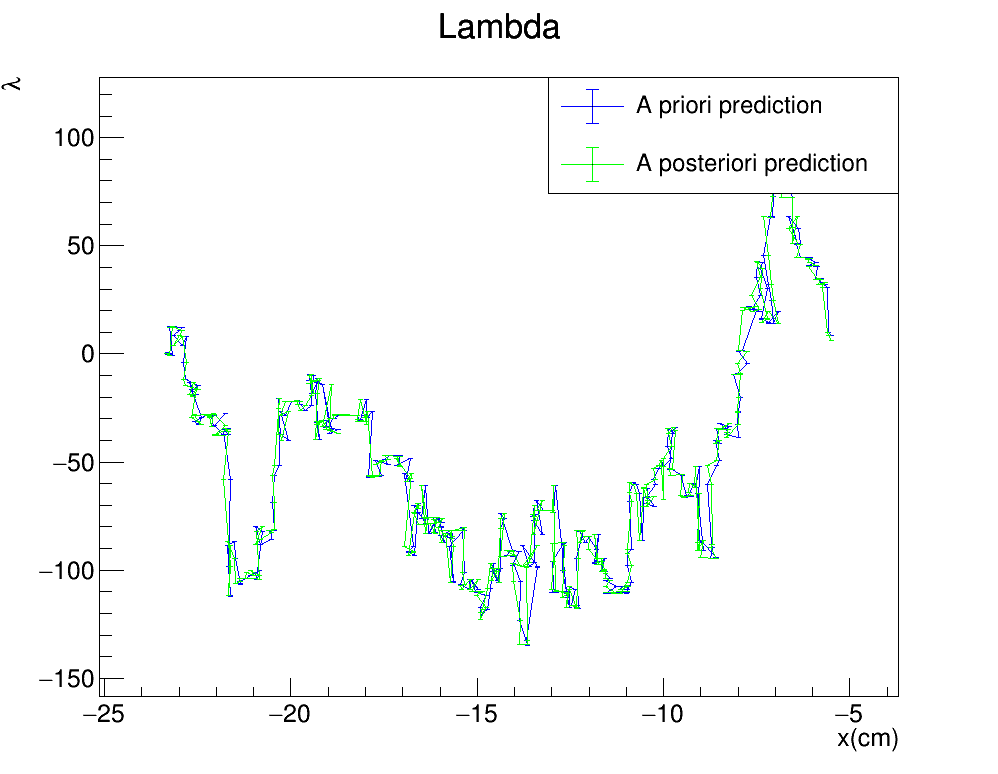 Lambda
λ
A priori prediction
A posteriori prediction
100
50
0
−50
−100
−150
−25 −20 −15 −10 −5
x(cm)